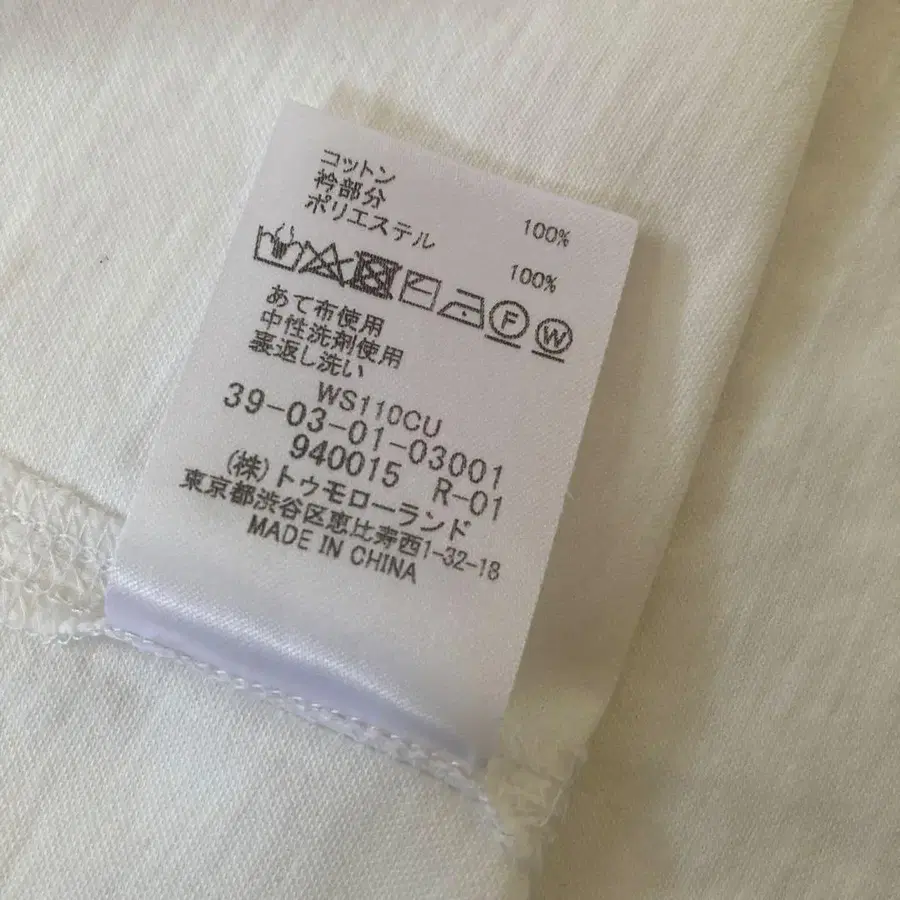 コットン 100%
衿部分
ポリエステル 100%
F W
あて布使用
中性洗剤使用
裏返し洗い
WS110CU
39-03-01-03001
940015 R-01
(株)トゥモローランド
東京都渋谷区恵比寿西1-32-18
MADE IN CHINA